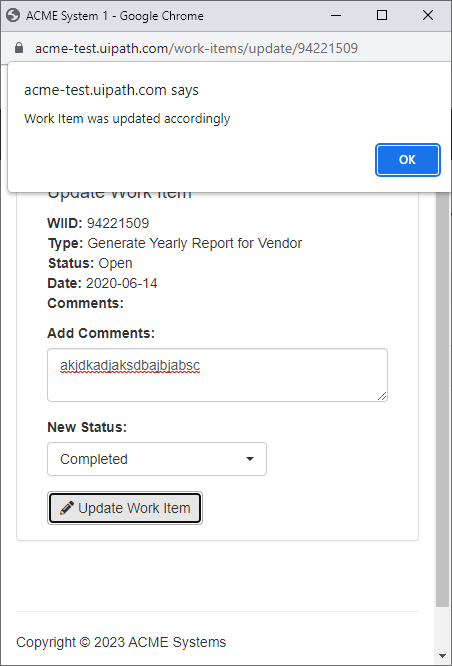 ACME System 1 - Google Chrome
acme-test.uipath.com/work-items/update/94221509
acme-test.uipath.com says
Work Item was updated accordingly
OK
Update Work Item
WIID: 94221509
Type: Generate Yearly Report for Vendor
Status: Open
Date: 2020-06-14
Comments:
Add Comments:
akjdkadjaksdbajbjabsc
New Status:
Completed
Update Work Item
Copyright © 2023 ACME Systems